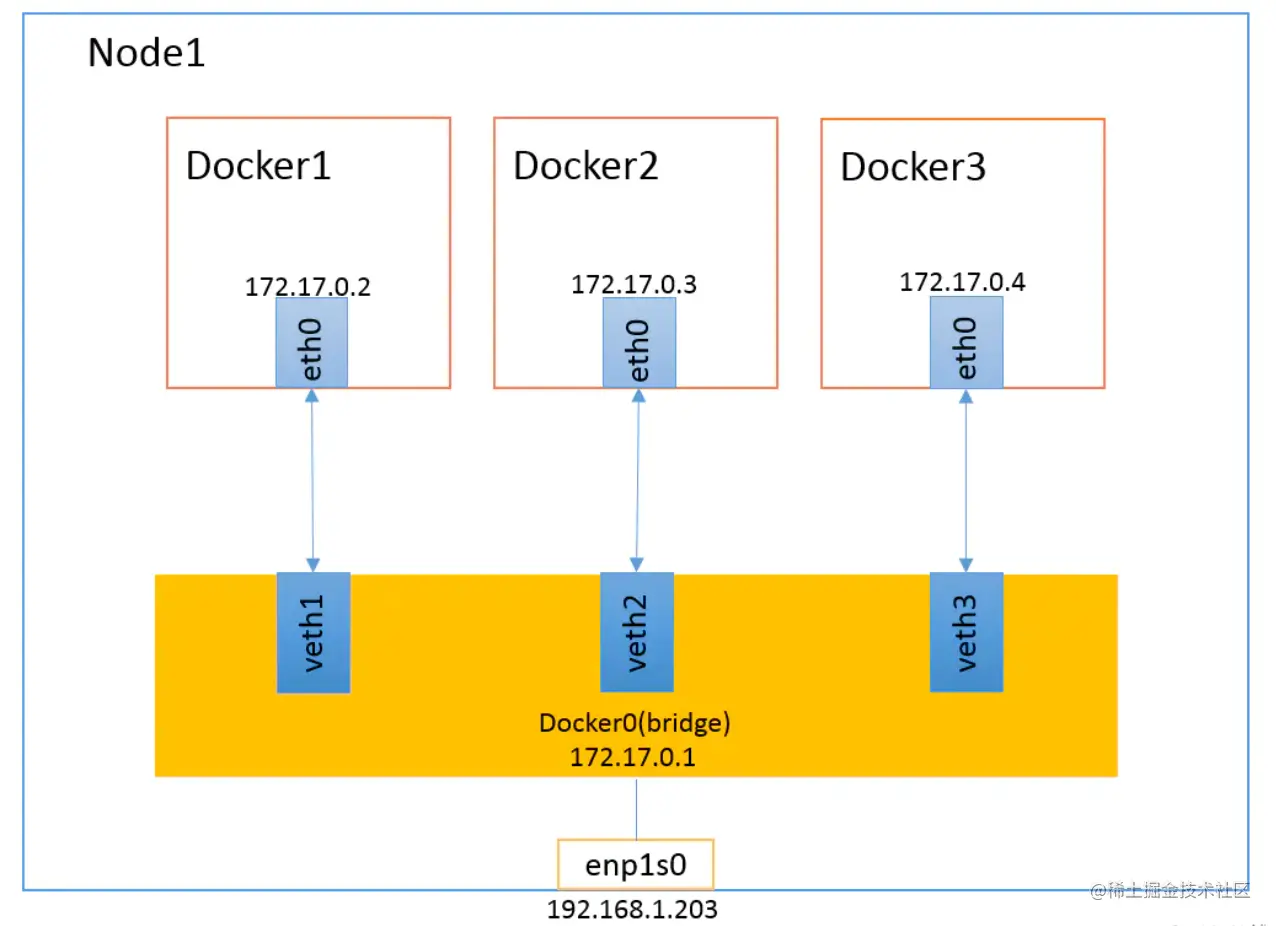 Node1
Docker1
Docker2
Docker3
172.17.0.2
172.17.0.3
172.17.0.4
eth0
eth0
eth0
veth1
veth2
veth3
Docker0(bridge)
172.17.0.1
enp1s0
@稀土掘金技术社区
192.168.1.203